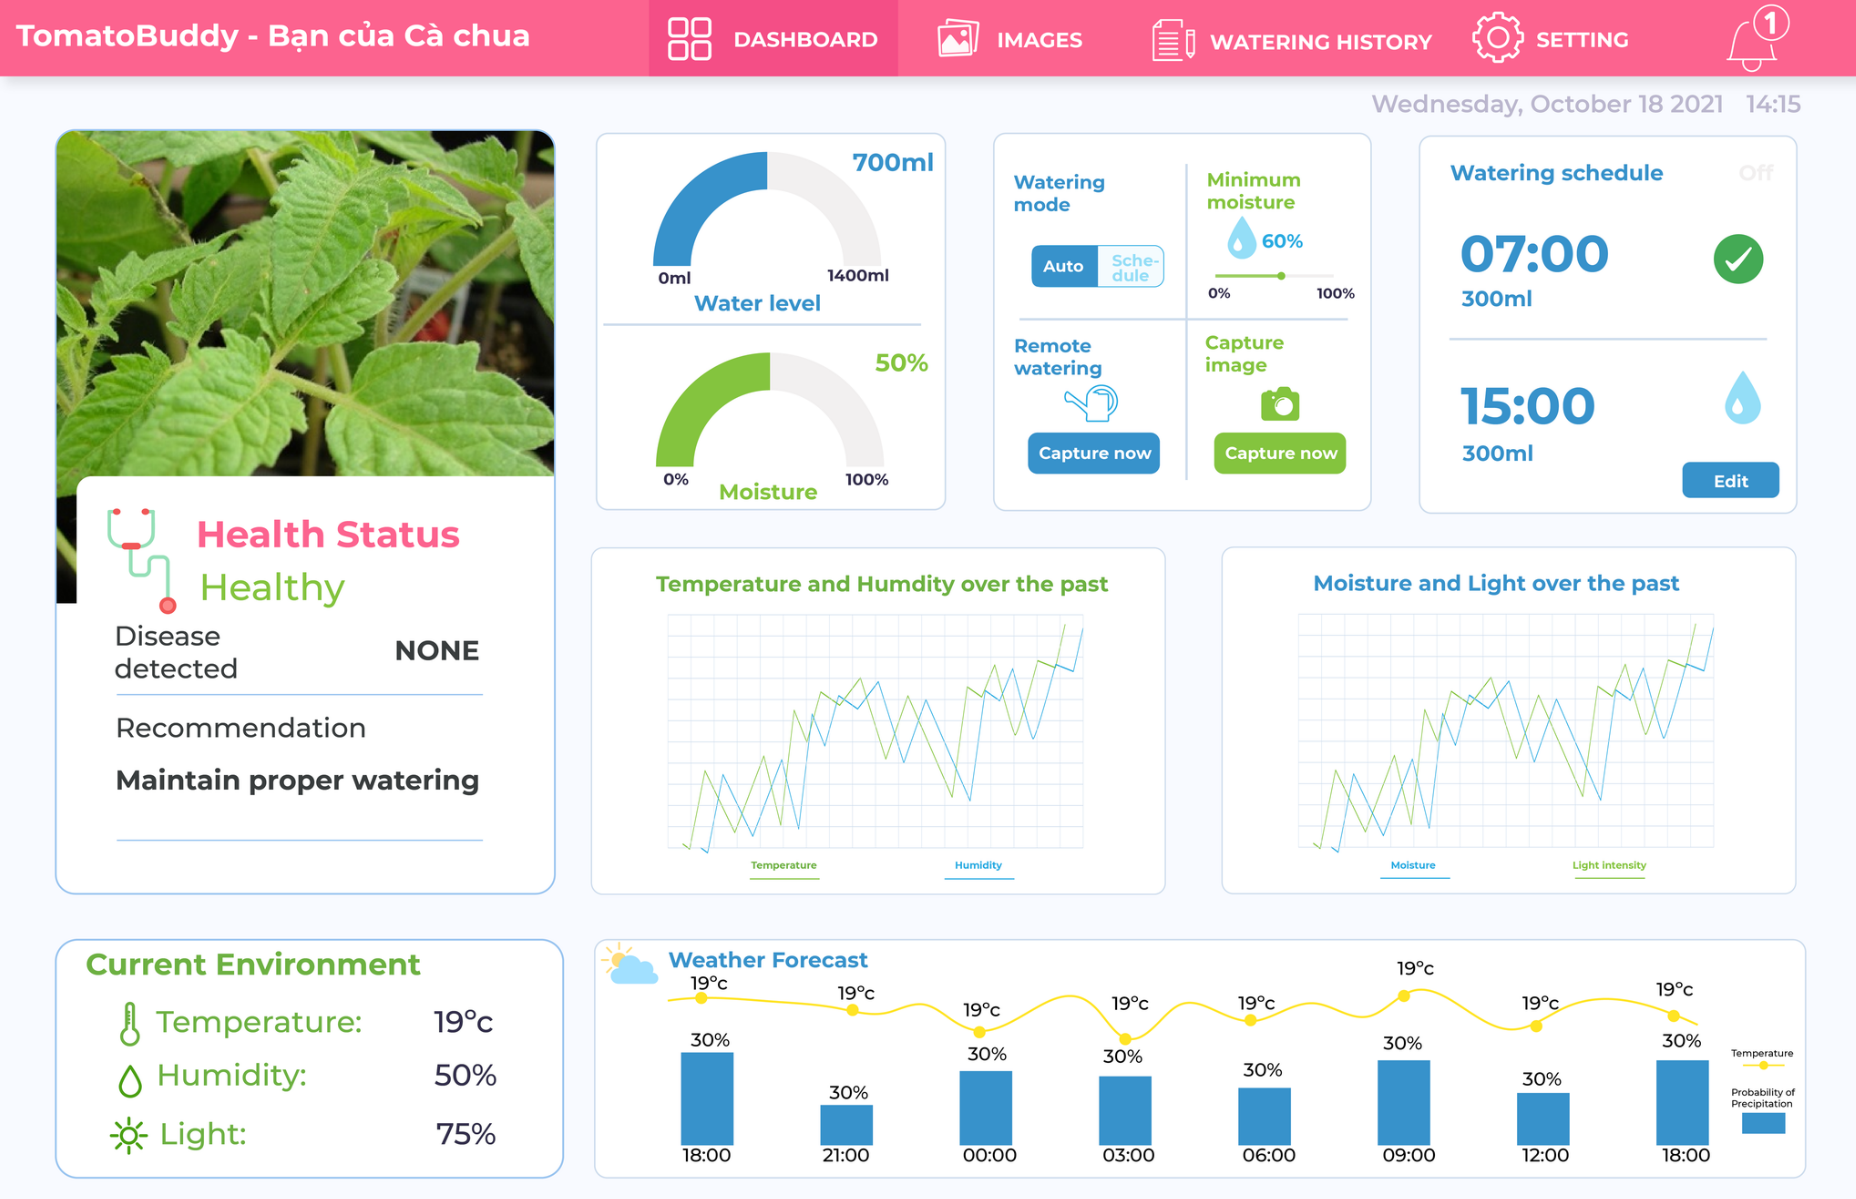 TomatoBuddy - Bạn của Cà chua
DASHBOARD
IMAGES
WATERING HISTORY
SETTING
1
Wednesday, October 18 2021 14:15
Health Status
Healthy
Disease
detected
NONE
Recommendation
Maintain proper watering
700ml
0ml
1400ml
Water level
50%
0%
100%
Moisture
Watering
mode
Auto
Sche-
dule
Minimum
moisture
60%
0%
100%
Remote
watering
Capture now
Capture
image
Capture now
Watering schedule
Off
07:00
300ml
15:00
300ml
Edit
Temperature and Humdity over the past
Temperature
Humidity
Moisture and Light over the past
Moisture
Light intensity
Current Environment
Temperature: 19°c
Humidity: 50%
Light: 75%
Weather Forecast
19°c 19°c 19°c 19°c 19°c 19°c 19°c 19°c
30% 30% 30% 30% 30% 30% 30% 30%
18:00 21:00 00:00 03:00 06:00 09:00 12:00 18:00
Temperature
Probability of
Precipitation